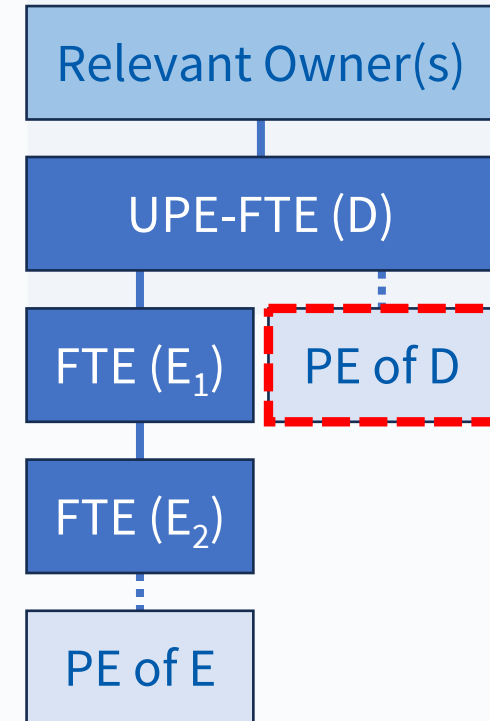 Relevant Owner(s)
UPE-FTE (D)
FTE (E₁)
PE of D
FTE (E₂)
PE of E